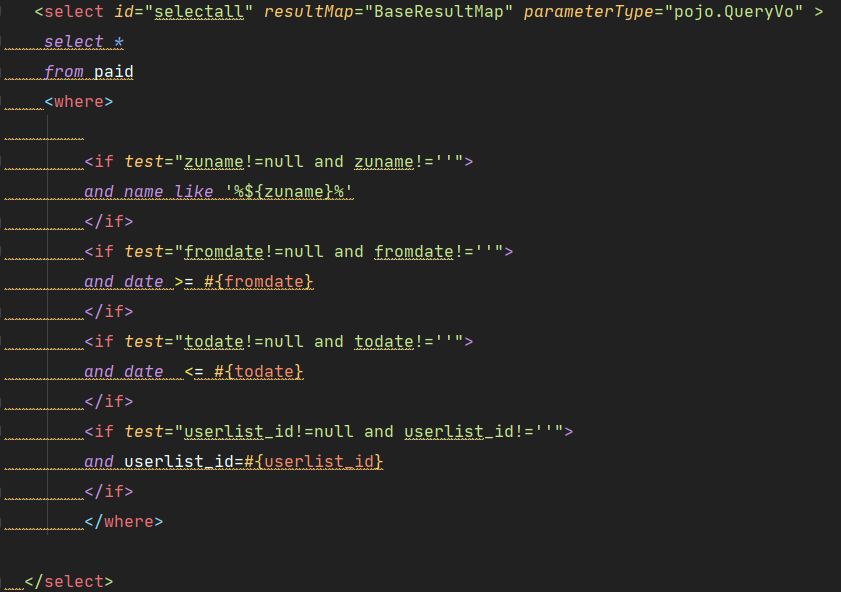 <select id="selectall" resultMap="BaseResultMap" parameterType="pojo.QueryVo" >
select *
from paid
<where>
<if test="zuname!=null and zuname!=''">
and name like '%${zuname}%'
</if>
<if test="fromdate!=null and fromdate!=''">
and date >= #{fromdate}
</if>
<if test="todate!=null and todate!=''">
and date  <= #{todate}
</if>
<if test="userlist_id!=null and userlist_id!=''">
and userlist_id=#{userlist_id}
</if>
</where>
</select>